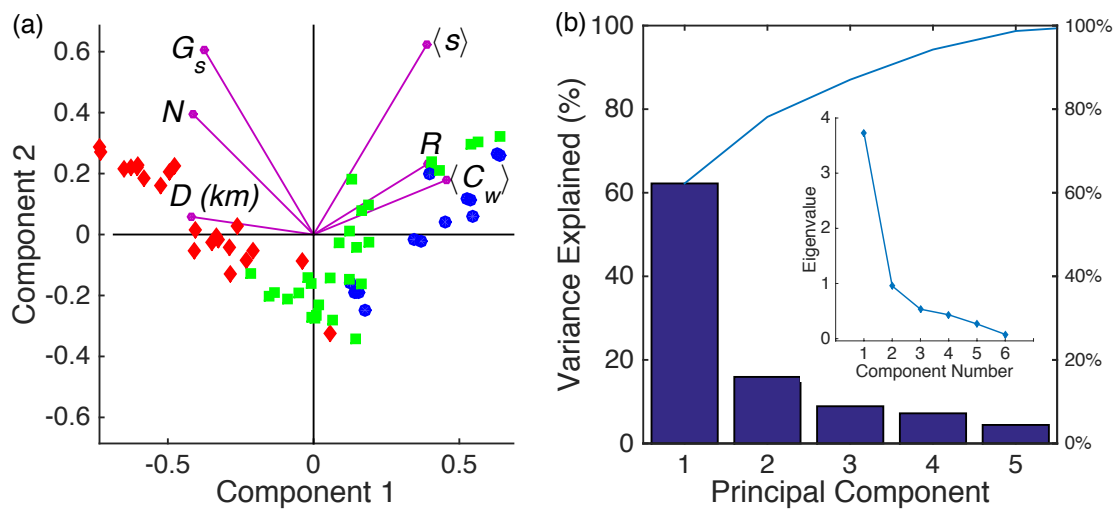 (a)
0.6
0.4
0.2
0
-0.2
-0.4
-0.6
Component 2
G_s
⟨s⟩
N
R
D (km)
⟨C_w⟩
-0.5
0
0.5
Component 1
(b)
100
80
60
40
20
0
Variance Explained (%)
100%
80%
60%
40%
20%
0%
4
3
2
1
0
Eigenvalue
1 2 3 4 5 6
Component Number
1 2 3 4 5
Principal Component